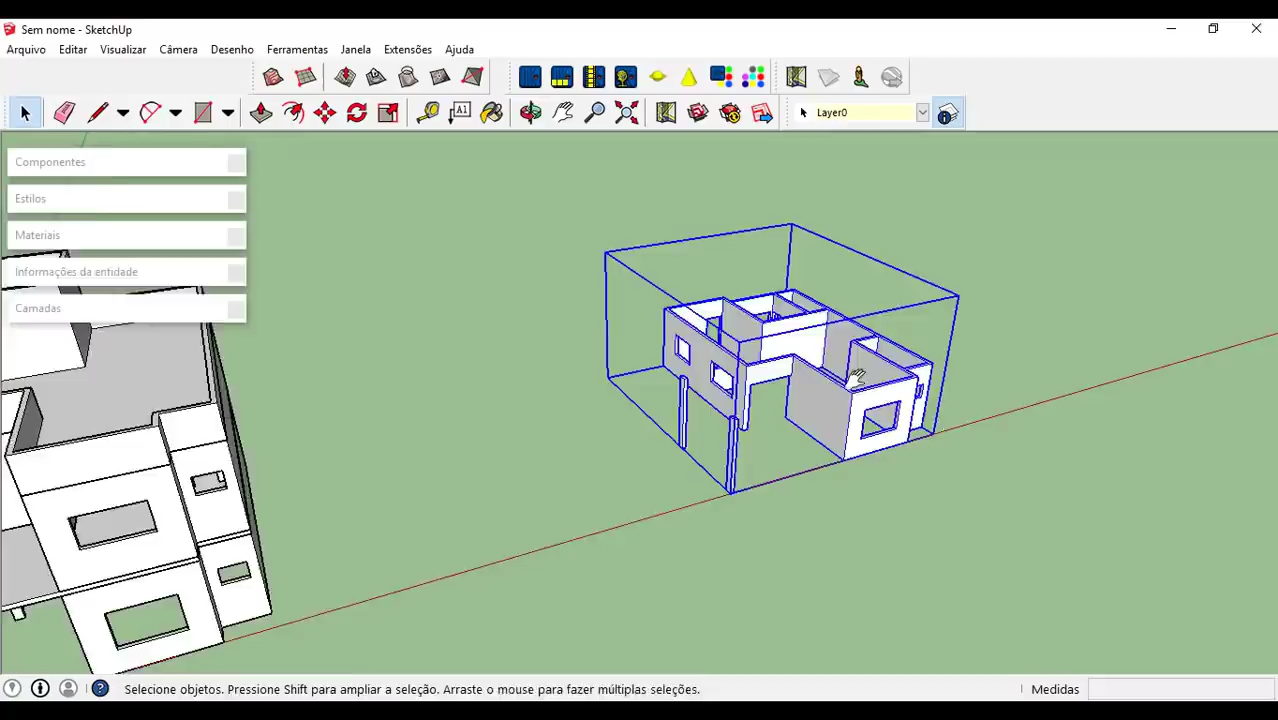 Sem nome - SketchUp
Arquivo Editar Visualizar Câmera Desenho Ferramentas Janela Extensões Ajuda
A1
Layer0
Componentes
Estilos
Materiais
Informações da entidade
Camadas
Selecione objetos. Pressione Shift para ampliar a seleção. Arraste o mouse para fazer múltiplas seleções.
Medidas